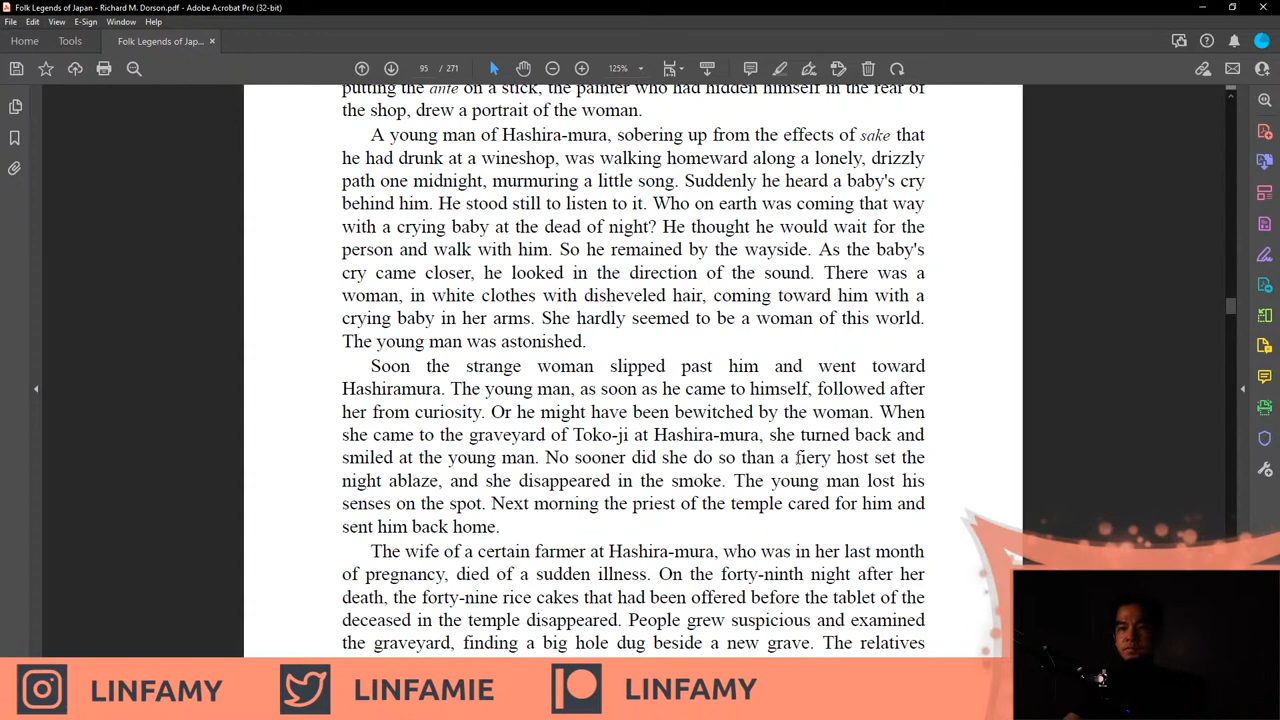 Folk Legends of Japan - Richard M. Dorson.pdf - Adobe Acrobat Pro (32-bit)
File Edit View E-Sign Window Help
Home Tools Folk Legends of Jap... ×
95 / 271 125%
putting the ante on a stick, the painter who had hidden himself in the rear of
the shop, drew a portrait of the woman.
A young man of Hashira-mura, sobering up from the effects of sake that
he had drunk at a wineshop, was walking homeward along a lonely, drizzly
path one midnight, murmuring a little song. Suddenly he heard a baby's cry
behind him. He stood still to listen to it. Who on earth was coming that way
with a crying baby at the dead of night? He thought he would wait for the
person and walk with him. So he remained by the wayside. As the baby's
cry came closer, he looked in the direction of the sound. There was a
woman, in white clothes with disheveled hair, coming toward him with a
crying baby in her arms. She hardly seemed to be a woman of this world.
The young man was astonished.
Soon the strange woman slipped past him and went toward
Hashiramura. The young man, as soon as he came to himself, followed after
her from curiosity. Or he might have been bewitched by the woman. When
she came to the graveyard of Toko-ji at Hashira-mura, she turned back and
smiled at the young man. No sooner did she do so than a fiery host set the
night ablaze, and she disappeared in the smoke. The young man lost his
senses on the spot. Next morning the priest of the temple cared for him and
sent him back home.
The wife of a certain farmer at Hashira-mura, who was in her last month
of pregnancy, died of a sudden illness. On the forty-ninth night after her
death, the forty-nine rice cakes that had been offered before the tablet of the
deceased in the temple disappeared. People grew suspicious and examined
the graveyard, finding a big hole dug beside a new grave. The relatives
LINFAMY LINFAMIE LINFAMY